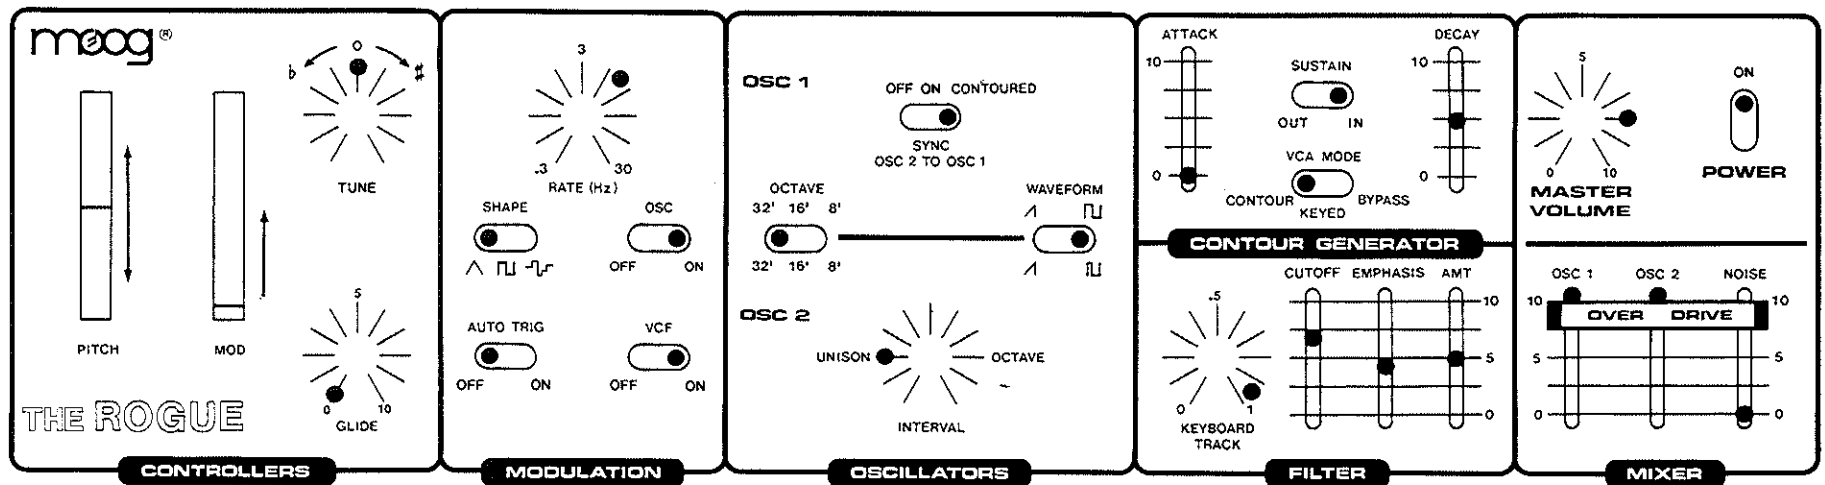 moog®
♭ 0 ♯
TUNE
PITCH
MOD
5
0 10
GLIDE
THE ROGUE
CONTROLLERS
3
.3 30
RATE (Hz)
SHAPE
OSC
OFF ON
AUTO TRIG
OFF ON
VCF
OFF ON
MODULATION
OSC 1
OFF ON CONTOURED
SYNC
OSC 2 TO OSC 1
OCTAVE
32' 16' 8'
32' 16' 8'
WAVEFORM
OSC 2
UNISON
OCTAVE
INTERVAL
OSCILLATORS
ATTACK
10
0
SUSTAIN
OUT IN
VCA MODE
CONTOUR
KEYED
BYPASS
DECAY
10
0
CONTOUR GENERATOR
.5
0 1
KEYBOARD
TRACK
CUTOFF EMPHASIS AMT
10
5
0
FILTER
5
0 10
MASTER
VOLUME
ON
POWER
OSC 1 OSC 2 NOISE
10 10
OVER DRIVE
5 5
0 0
MIXER